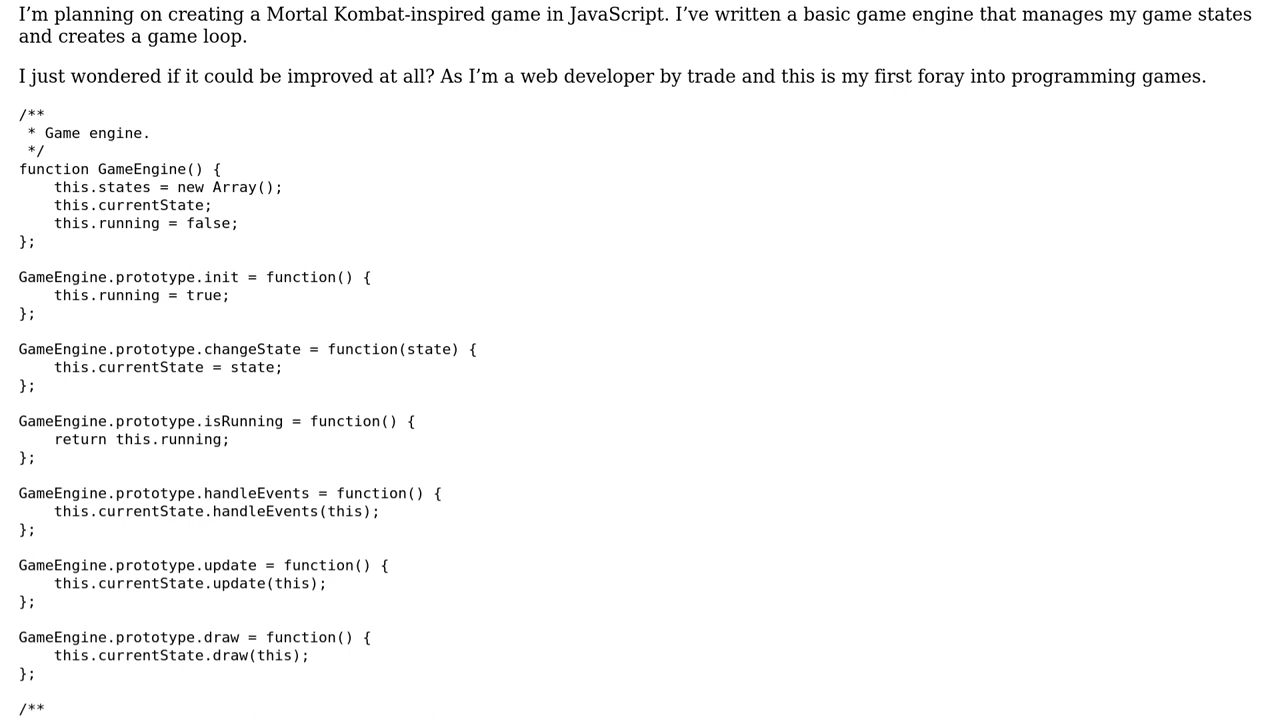 I’m planning on creating a Mortal Kombat-inspired game in JavaScript. I’ve written a basic game engine that manages my game states
and creates a game loop.
I just wondered if it could be improved at all? As I’m a web developer by trade and this is my first foray into programming games.
/**
 * Game engine.
 */
function GameEngine() {
    this.states = new Array();
    this.currentState;
    this.running = false;
};
GameEngine.prototype.init = function() {
    this.running = true;
};
GameEngine.prototype.changeState = function(state) {
    this.currentState = state;
};
GameEngine.prototype.isRunning = function() {
    return this.running;
};
GameEngine.prototype.handleEvents = function() {
    this.currentState.handleEvents(this);
};
GameEngine.prototype.update = function() {
    this.currentState.update(this);
};
GameEngine.prototype.draw = function() {
    this.currentState.draw(this);
};
/**